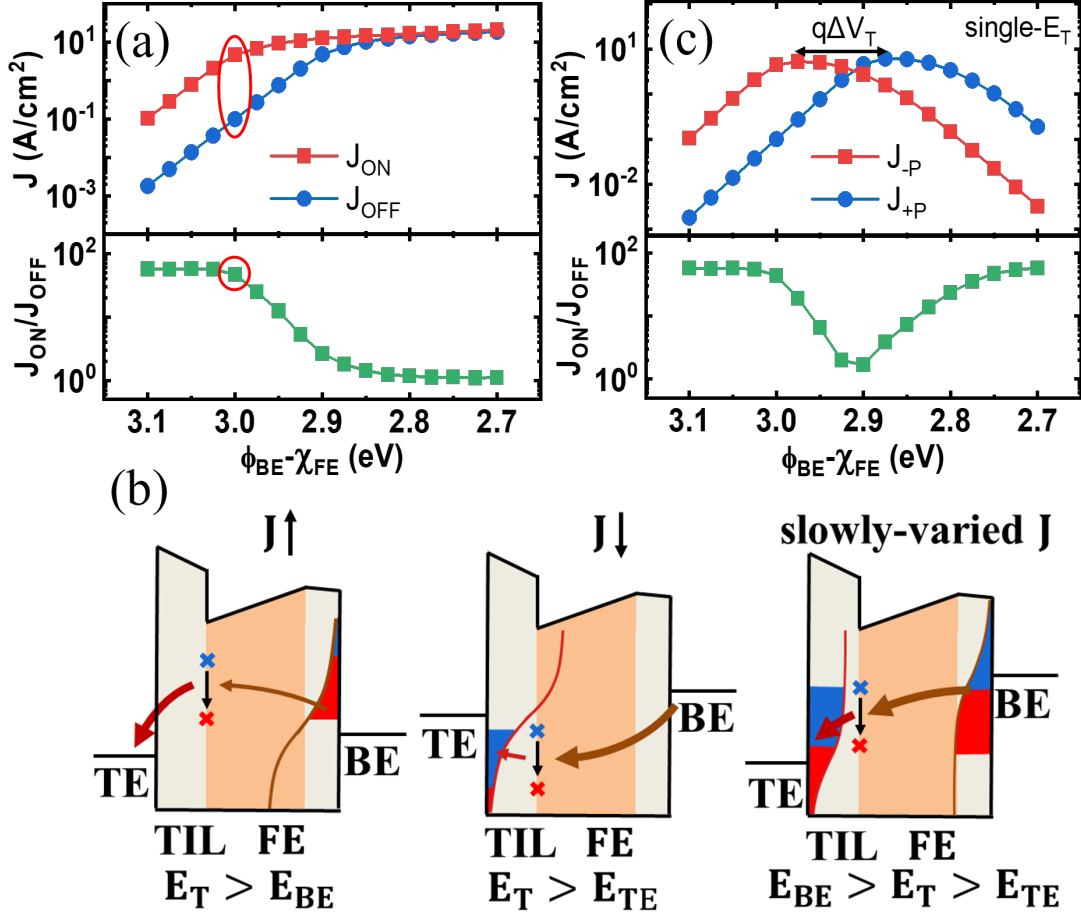 (a)
J (A/cm²)
10¹
10⁻¹
10⁻³
J_ON
J_OFF
J_ON/J_OFF
10²
10⁰
3.1 3.0 2.9 2.8 2.7
ϕ_BE-χ_FE (eV)
(c)
qΔV_T
single-E_T
J (A/cm²)
10¹
10⁻²
J_-P
J_+P
J_ON/J_OFF
10²
10⁰
3.1 3.0 2.9 2.8 2.7
ϕ_BE-χ_FE (eV)
(b)
J
TE
BE
TIL FE
E_T > E_BE
J
TE
BE
TIL FE
E_T > E_TE
slowly-varied J
TE
BE
TIL FE
E_BE > E_T > E_TE